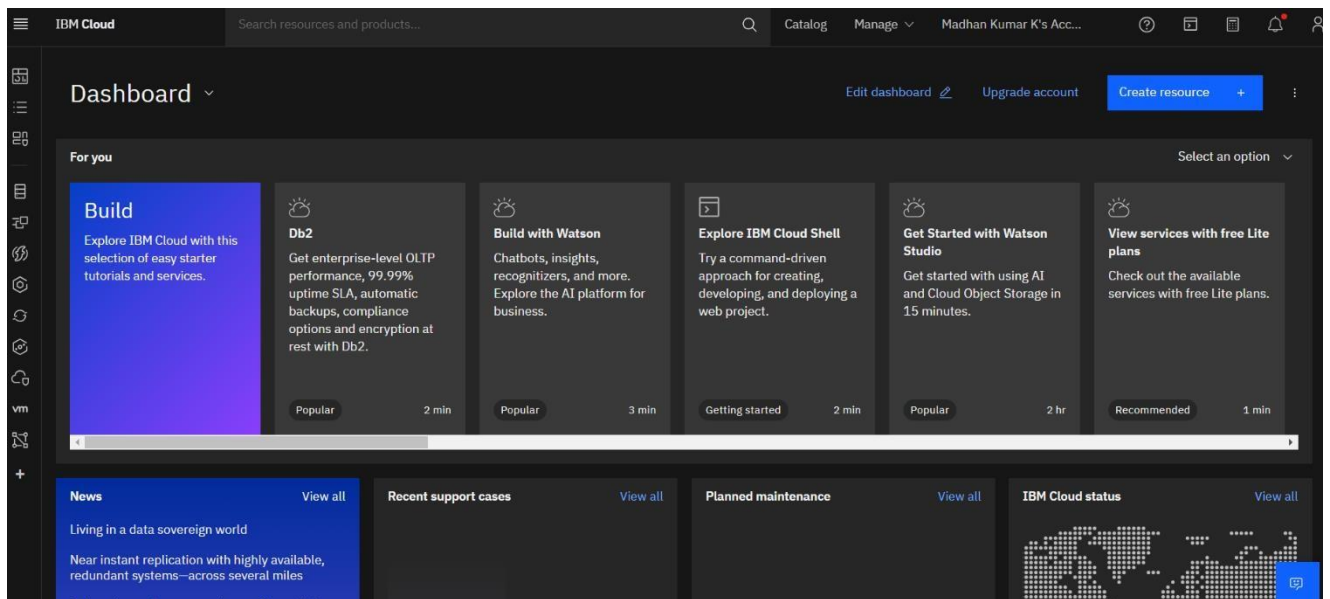 IBM Cloud
Search resources and products...
Catalog
Manage
Madhan Kumar K's Acc...
Dashboard
Edit dashboard
Upgrade account
Create resource +
For you
Select an option
Build
Explore IBM Cloud with this
selection of easy starter
tutorials and services.
Db2
Get enterprise-level OLTP
performance, 99.99%
uptime SLA, automatic
backups, compliance
options and encryption at
rest with Db2.
Popular
2 min
Build with Watson
Chatbots, insights,
recognizers, and more.
Explore the AI platform for
business.
Popular
3 min
Explore IBM Cloud Shell
Try a command-driven
approach for creating,
developing, and deploying a
web project.
Getting started
2 min
Get Started with Watson
Studio
Get started with using AI
and Cloud Object Storage in
15 minutes.
Popular
2 hr
View services with free Lite
plans
Check out the available
services with free Lite plans.
Recommended
1 min
vm
News
View all
Living in a data sovereign world
Near instant replication with highly available,
redundant systems—across several miles
Recent support cases
View all
Planned maintenance
View all
IBM Cloud status
View all